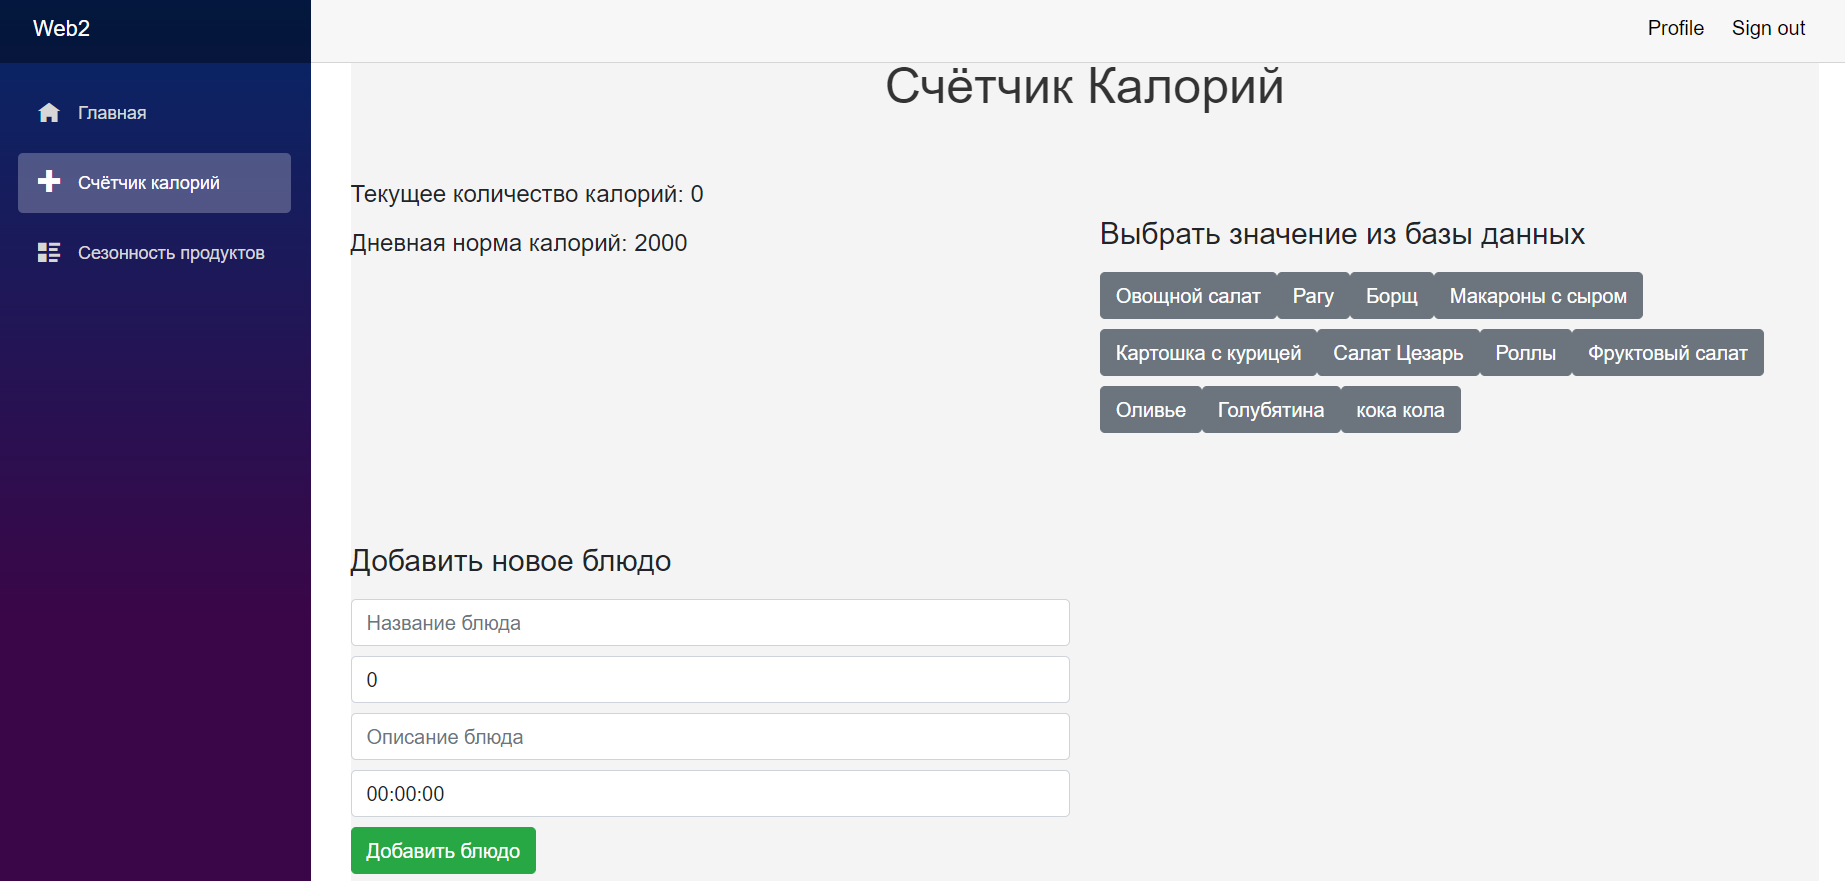 Web2
Profile Sign out
Главная
Счётчик калорий
Сезонность продуктов
Счётчик Калорий
Текущее количество калорий: 0
Дневная норма калорий: 2000
Выбрать значение из базы данных
Овощной салат Рагу Борщ Макароны с сыром
Картошка с курицей Салат Цезарь Роллы Фруктовый салат
Оливье Голубятина кока кола
Добавить новое блюдо
Название блюда
0
Описание блюда
00:00:00
Добавить блюдо